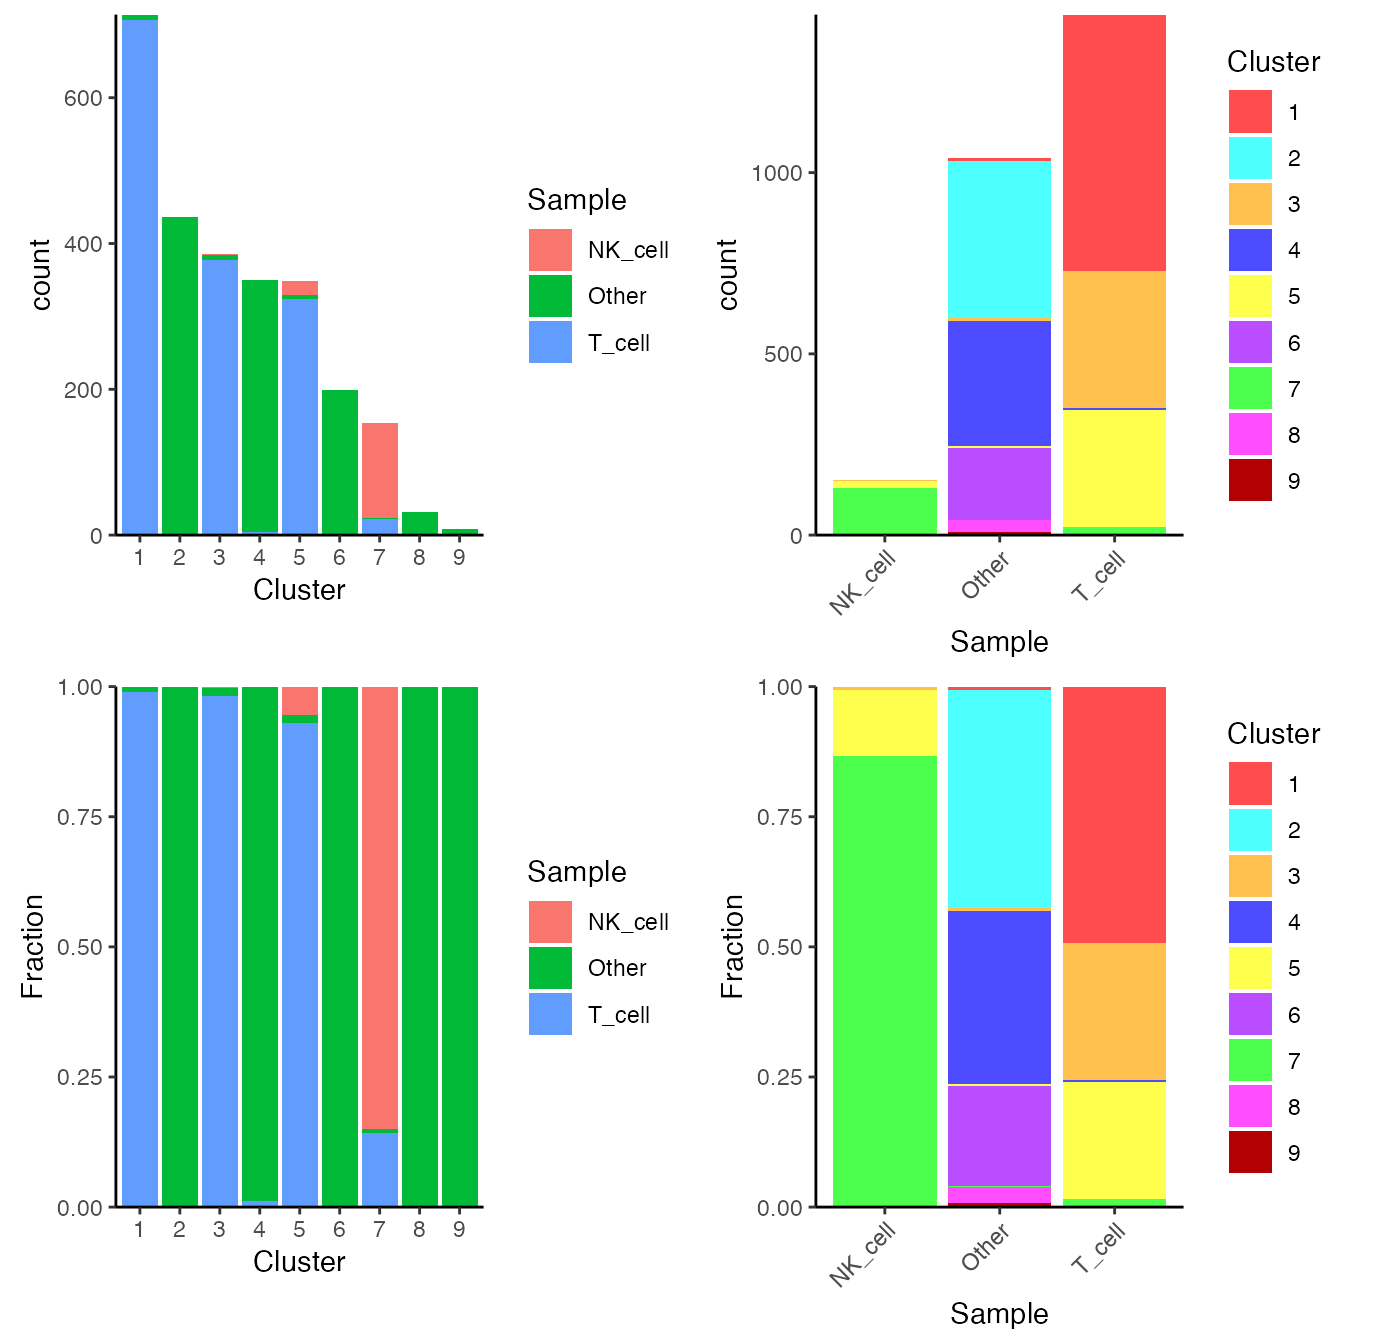 count
600
400
200
0
1 2 3 4 5 6 7 8 9
Cluster
Sample
NK_cell
Other
T_cell
count
1000
500
0
NK_cell
Other
T_cell
Sample
Cluster
1
2
3
4
5
6
7
8
9
Fraction
1.00
0.75
0.50
0.25
0.00
1 2 3 4 5 6 7 8 9
Cluster
Sample
NK_cell
Other
T_cell
Fraction
1.00
0.75
0.50
0.25
0.00
NK_cell
Other
T_cell
Sample
Cluster
1
2
3
4
5
6
7
8
9